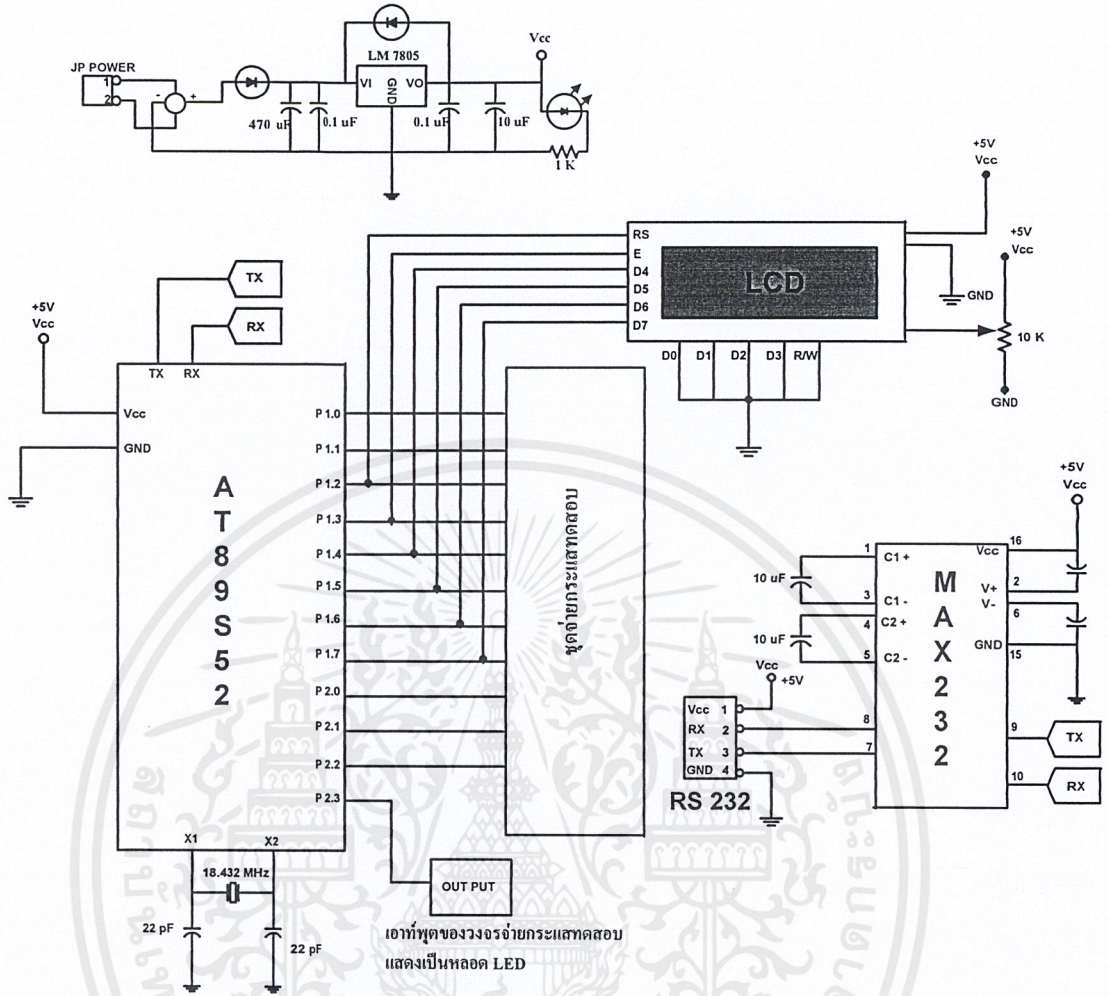 JP POWER
1
2
-
+
470 uF
0.1 uF
LM 7805
VI
GND
VO
0.1 uF
10 uF
Vcc
1 K
+5V
Vcc
+5V
Vcc
RS
E
D4
D5
D6
D7
LCD
GND
10 K
GND
D0
D1
D2
D3
R/W
TX
RX
+5V
Vcc
TX
RX
Vcc
GND
AT89S52
P 1.0
P 1.1
P 1.2
P 1.3
P 1.4
P 1.5
P 1.6
P 1.7
P 2.0
P 2.1
P 2.2
P 2.3
X1
X2
18.432 MHz
22 pF
22 pF
ชุดจ่ายกระแสทดสอบ
OUT PUT
เอาท์พุตของวงจรจ่ายกระแสทดสอบ
แสดงเป็นหลอด LED
+5V
Vcc
1
C1 +
10 uF
3
C1 -
4
C2 +
10 uF
5
C2 -
MAX232
16
Vcc
2
V+
V-
6
GND
15
8
7
9
TX
10
RX
Vcc
+5V
Vcc 1
RX 2
TX 3
GND 4
RS 232